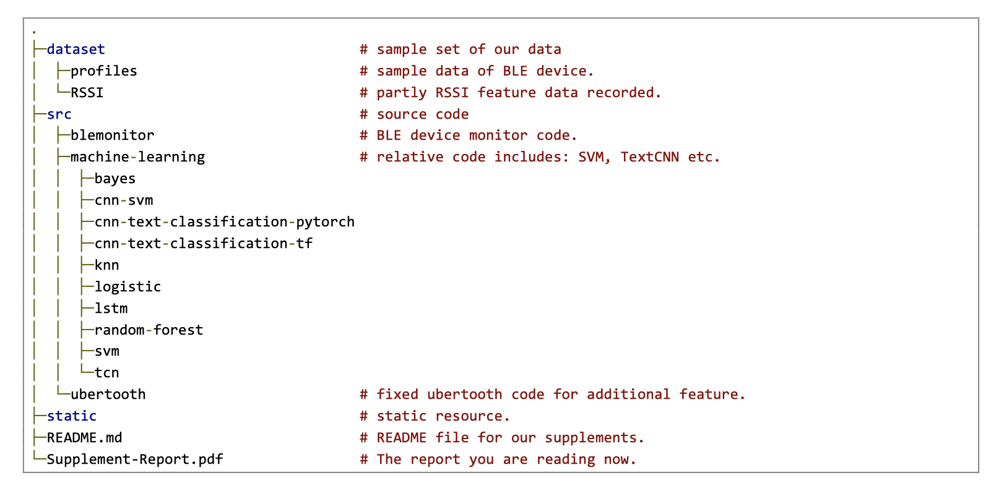 .
├─dataset                              # sample set of our data
│  ├─profiles                          # sample data of BLE device.
│  └─RSSI                              # partly RSSI feature data recorded.
├─src                                  # source code
│  ├─blemonitor                        # BLE device monitor code.
│  ├─machine-learning                  # relative code includes: SVM, TextCNN etc.
│  │  ├─bayes
│  │  ├─cnn-svm
│  │  ├─cnn-text-classification-pytorch
│  │  ├─cnn-text-classification-tf
│  │  ├─knn
│  │  ├─logistic
│  │  ├─lstm
│  │  ├─random-forest
│  │  ├─svm
│  │  └─tcn
│  └─ubertooth                         # fixed ubertooth code for additional feature.
├─static                               # static resource.
├─README.md                            # README file for our supplements.
└─Supplement-Report.pdf                # The report you are reading now.